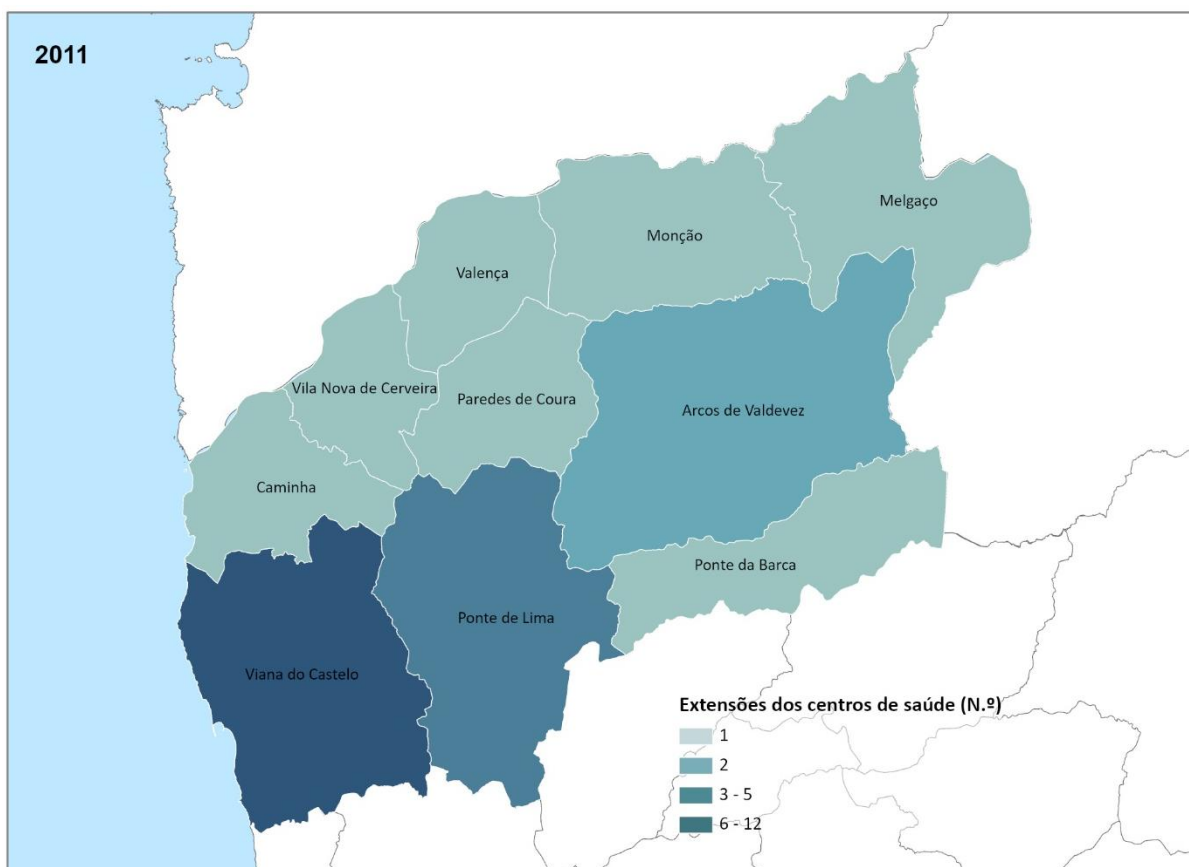 2011
Melgaço
Monção
Valença
Vila Nova de Cerveira
Paredes de Coura
Arcos de Valdevez
Caminha
Ponte da Barca
Ponte de Lima
Viana do Castelo
Extensões dos centros de saúde (N.º)
1
2
3 - 5
6 - 12